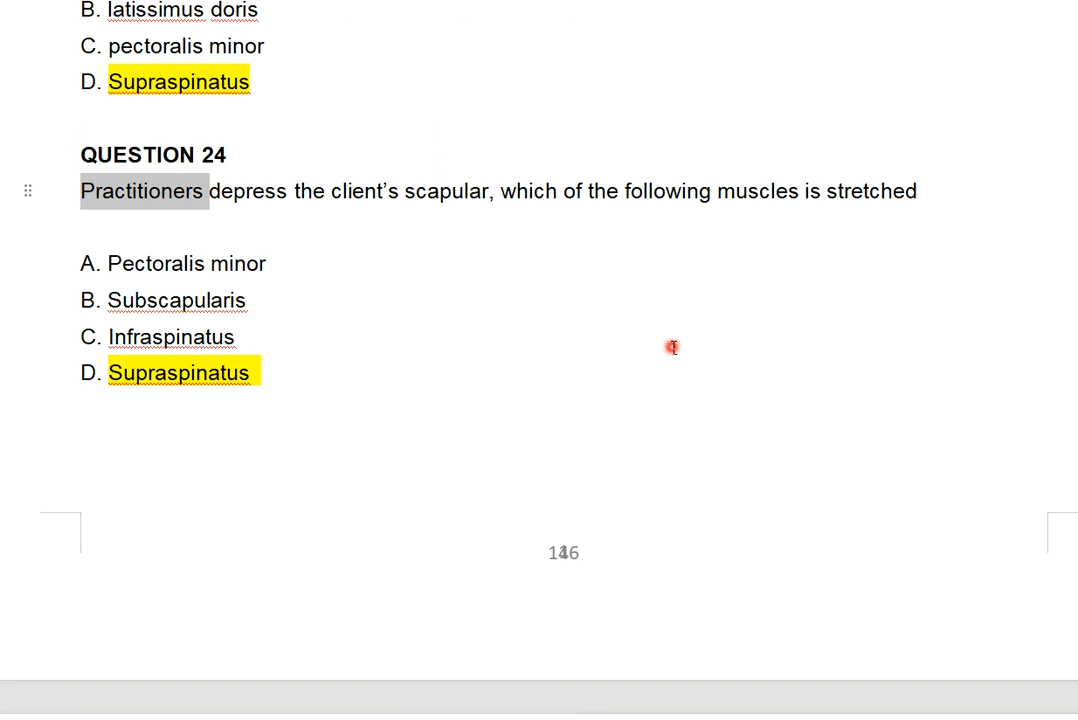 B. latissimus doris
C. pectoralis minor
D. Supraspinatus
QUESTION 24
Practitioners depress the client’s scapular, which of the following muscles is stretched
A. Pectoralis minor
B. Subscapularis
C. Infraspinatus
D. Supraspinatus